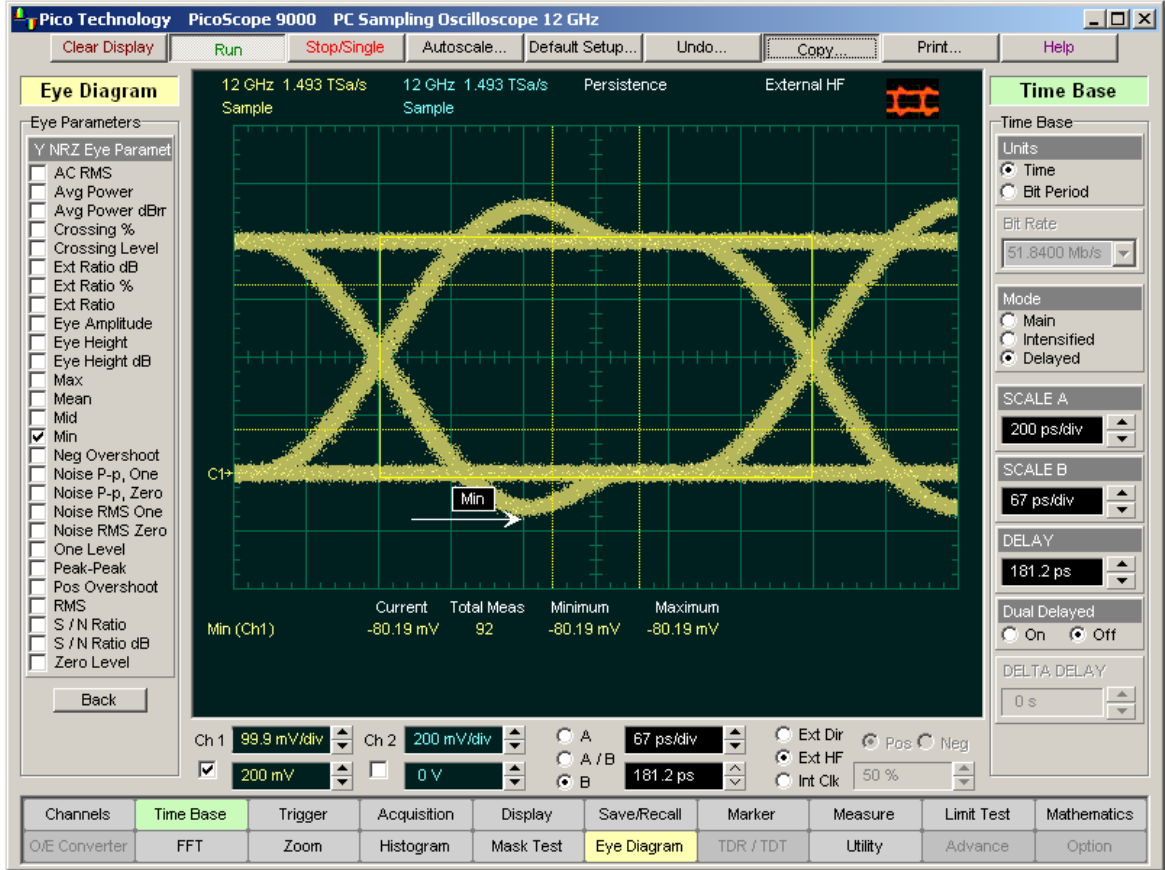 Pico Technology PicoScope 9000 PC Sampling Oscilloscope 12 GHz
Clear Display Run Stop/Single Autoscale... Default Setup... Undo... Copy... Print... Help
Eye Diagram
Eye Parameters
Y NRZ Eye Paramet
AC RMS
Avg Power
Avg Power dBm
Crossing %
Crossing Level
Ext Ratio dB
Ext Ratio %
Ext Ratio
Eye Amplitude
Eye Height
Eye Height dB
Max
Mean
Mid
Min
Neg Overshoot
Noise P-p, One
Noise P-p, Zero
Noise RMS One
Noise RMS Zero
One Level
Peak-Peak
Pos Overshoot
RMS
S / N Ratio
S / N Ratio dB
Zero Level
Back
12 GHz 1.493 TSa/s 12 GHz 1.493 TSa/s Persistence External HF
Sample Sample
C1
Min
Current Total Meas Minimum Maximum
Min (Ch1) -80.19 mV 92 -80.19 mV -80.19 mV
Time Base
Time Base
Units
Time
Bit Period
Bit Rate
51.8400 Mb/s
Mode
Main
Intensified
Delayed
SCALE A
200 ps/div
SCALE B
67 ps/div
DELAY
181.2 ps
Dual Delayed
On Off
DELTA DELAY
0 s
Ch 1 99.9 mV/div Ch 2 200 mV/div A 67 ps/div Ext Dir Pos Neg
A / B Ext HF
200 mV 0 V B 181.2 ps Int Clk 50 %
Channels Time Base Trigger Acquisition Display Save/Recall Marker Measure Limit Test Mathematics
O/E Converter FFT Zoom Histogram Mask Test Eye Diagram TDR / TDT Utility Advance Option